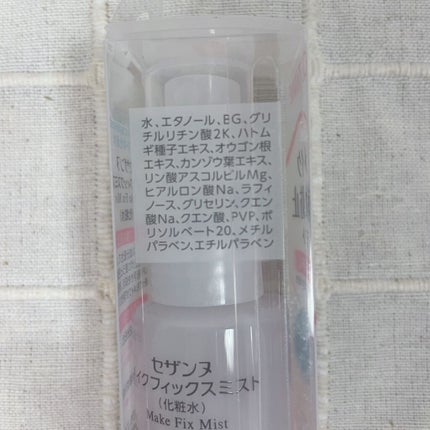 水、エタノール、BG、グリ
チルリチン酸2K、ハトム
ギ種子エキス、オウゴン根
エキス、カンゾウ葉エキス、
リン酸アスコルビルMg、
ヒアルロン酸Na、ラフィ
ノース、グリセリン、クエン
酸Na、クエン酸、PVP、ポ
リソルベート20、メチル
パラベン、エチルパラベン
セザンヌ
イクフィックスミスト
(化粧水)
Make Fix Mist